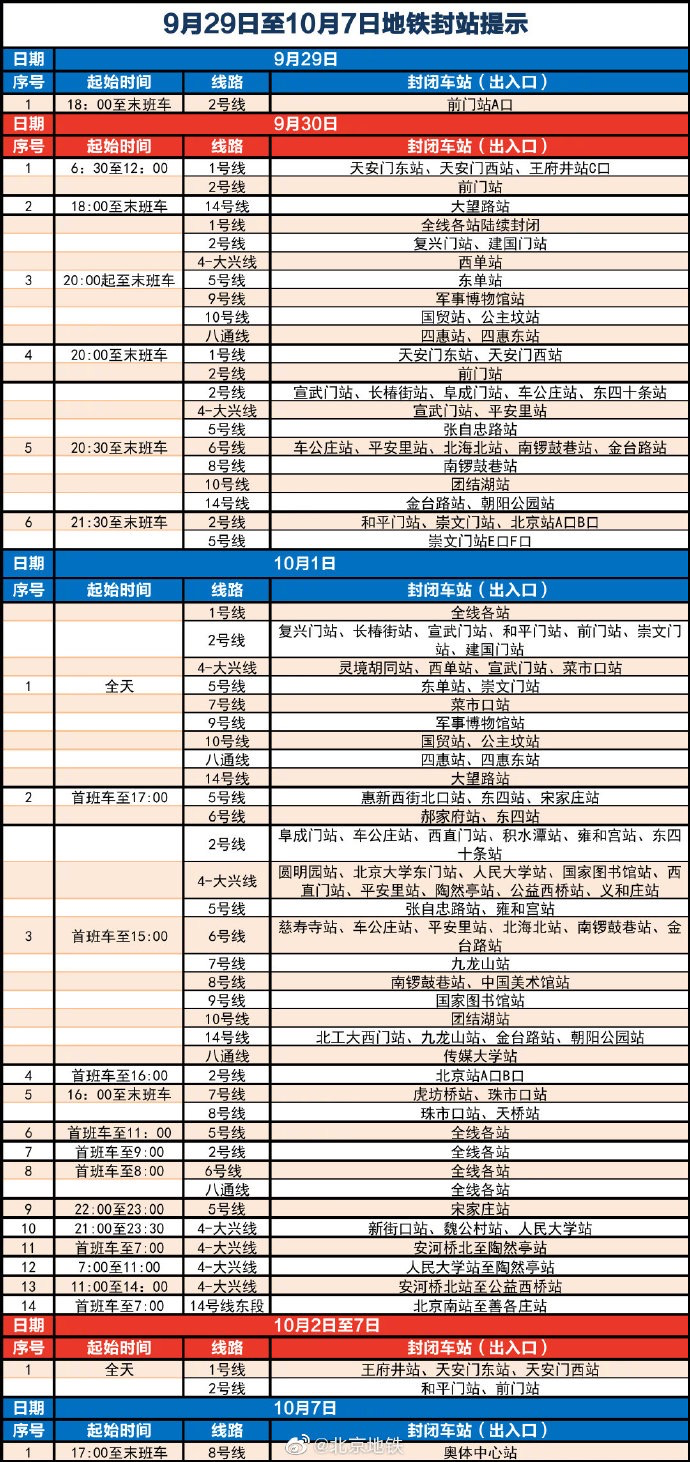 9月29日至10月7日地铁封站提示
日期 9月29日
序号 起始时间 线路 封闭车站（出入口）
1 18：00至末班车 2号线 前门站A口
日期 9月30日
序号 起始时间 线路 封闭车站（出入口）
1 6：30至12：00 1号线 天安门东站、天安门西站、王府井站C口
2号线 前门站
2 18:00至末班车 14号线 大望路站
1号线 全线各站陆续封闭
2号线 复兴门站、建国门站
4-大兴线 西单站
3 20:00起至末班车 5号线 东单站
9号线 军事博物馆站
10号线 国贸站、公主坟站
八通线 四惠站、四惠东站
4 20:00至末班车 1号线 天安门东站、天安门西站
2号线 前门站
2号线 宣武门站、长椿街站、阜成门站、车公庄站、东四十条站
4-大兴线 宣武门站、平安里站
5号线 张自忠路站
5 20:30至末班车 6号线 车公庄站、平安里站、北海北站、南锣鼓巷站、金台路站
8号线 南锣鼓巷站
10号线 团结湖站
14号线 金台路站、朝阳公园站
6 21:30至末班车 2号线 和平门站、崇文门站、北京站A口B口
5号线 崇文门站E口F口
日期 10月1日
序号 起始时间 线路 封闭车站（出入口）
1号线 全线各站
2号线 复兴门站、长椿街站、宣武门站、和平门站、前门站、崇文门
站、建国门站
4-大兴线 灵境胡同站、西单站、宣武门站、菜市口站
1 全天 5号线 东单站、崇文门站
7号线 菜市口站
9号线 军事博物馆站
10号线 国贸站、公主坟站
八通线 四惠站、四惠东站
14号线 大望路站
2 首班车至17:00 5号线 惠新西街北口站、东四站、宋家庄站
6号线 郝家府站、东四站
2号线 阜成门站、车公庄站、西直门站、积水潭站、雍和宫站、东四
十条站
4-大兴线 圆明园站、北京大学东门站、人民大学站、国家图书馆站、西
直门站、平安里站、陶然亭站、公益西桥站、义和庄站
5号线 张自忠路站、雍和宫站
3 首班车至15:00 6号线 慈寿寺站、车公庄站、平安里站、北海北站、南锣鼓巷站、金
台路站
7号线 九龙山站
8号线 南锣鼓巷站、中国美术馆站
9号线 国家图书馆站
10号线 团结湖站
14号线 北工大西门站、九龙山站、金台路站、朝阳公园站
八通线 传媒大学站
4 首班车至16:00 2号线 北京站A口B口
5 16：00至末班车 7号线 虎坊桥站、珠市口站
8号线 珠市口站、天桥站
6 首班车至11：00 5号线 全线各站
7 首班车至9:00 2号线 全线各站
8 首班车至8:00 6号线 全线各站
八通线 全线各站
9 22:00至23:00 5号线 宋家庄站
10 21:00至23:30 4-大兴线 新街口站、魏公村站、人民大学站
11 首班车至7:00 4-大兴线 安河桥北至陶然亭站
12 7:00至11:00 4-大兴线 人民大学站至陶然亭站
13 11:00至14：00 4-大兴线 安河桥北站至公益西桥站
14 首班车至7:00 14号线东段 北京南站至善各庄站
日期 10月2日至7日
序号 起始时间 线路 封闭车站（出入口）
1 全天 1号线 王府井站、天安门东站、天安门西站
2号线 和平门站、前门站
日期 10月7日
序号 起始时间 线路 封闭车站（出入口）
1 17:00至末班车 8号线 奥体中心站
@北京地铁